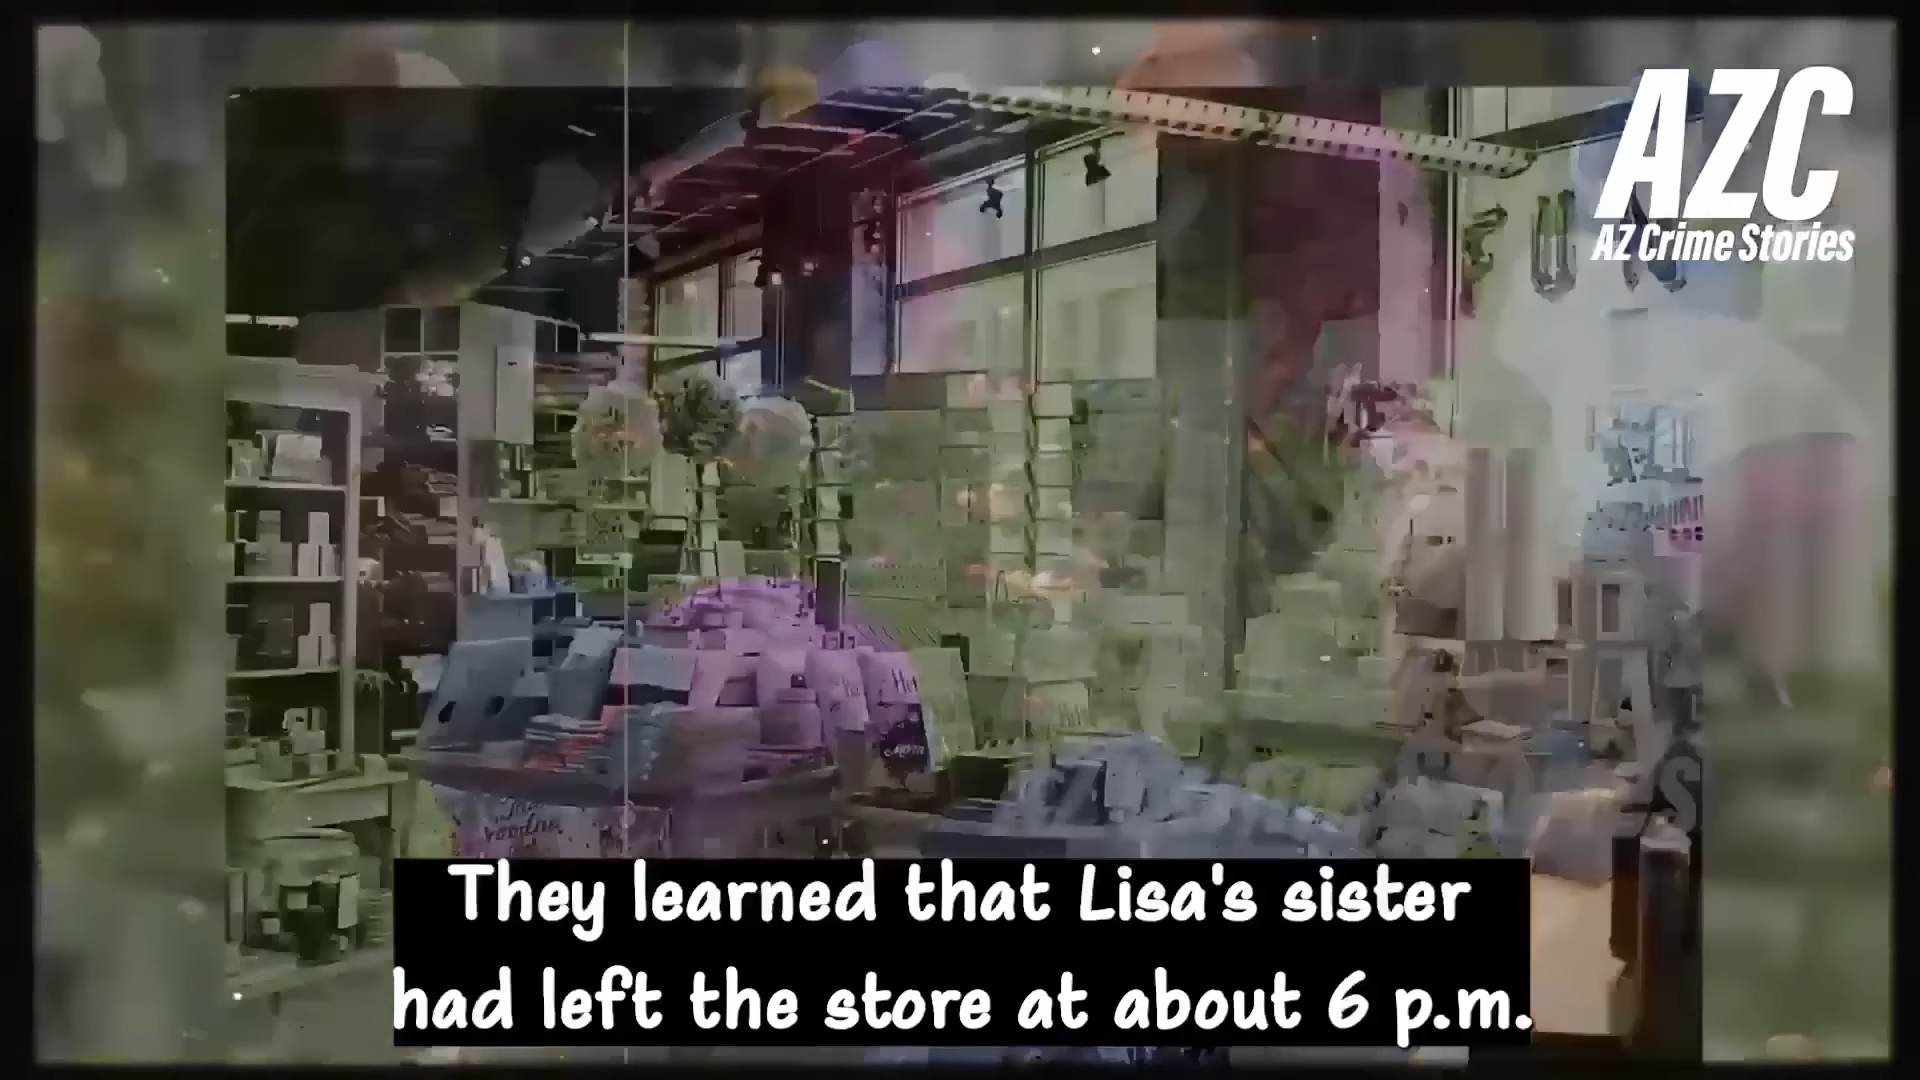 AZC
AZ Crime Stories
They learned that Lisa's sister
had left the store at about 6 p.m.